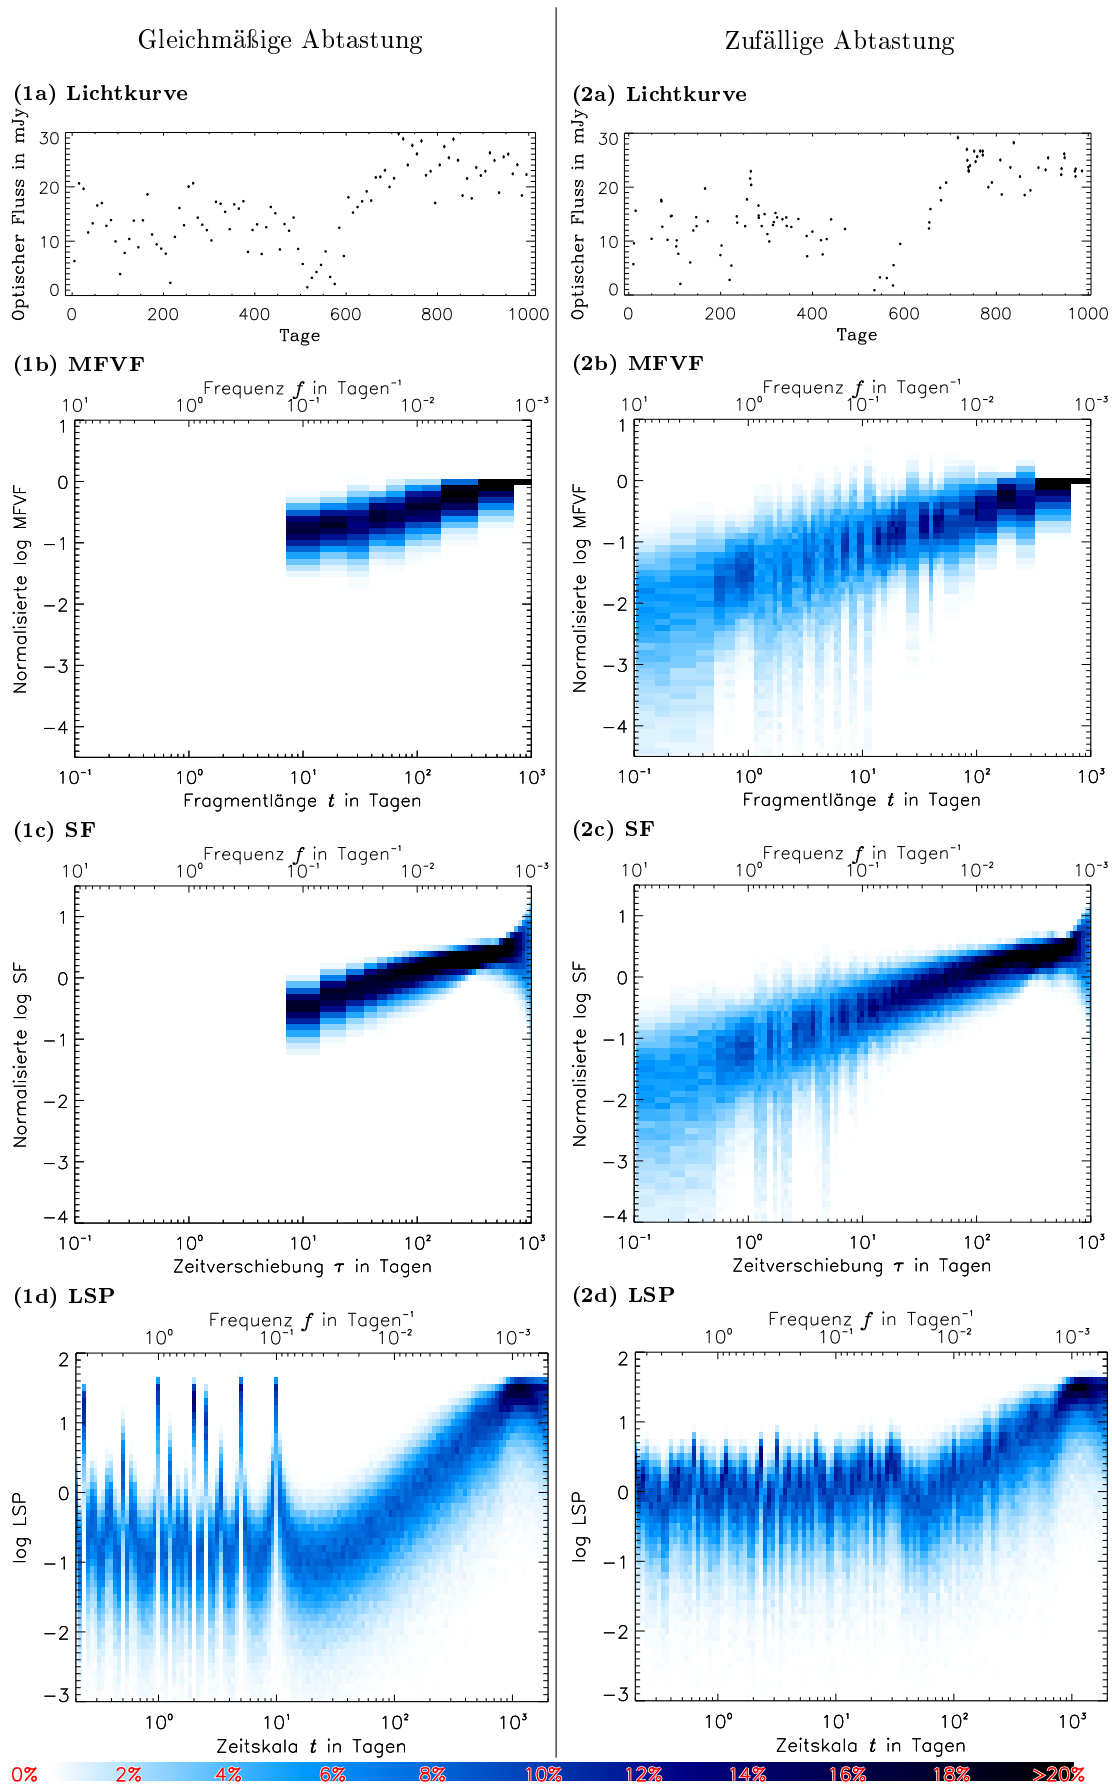 Gleichmäßige Abtastung
Zufällige Abtastung
(1a) Lichtkurve
(2a) Lichtkurve
Optischer Fluss in mJy
30
20
10
0
0 200 400 600 800 1000
Tage
Optischer Fluss in mJy
30
20
10
0
0 200 400 600 800 1000
Tage
(1b) MFVF
Frequenz f in Tagen⁻¹
10¹ 10⁰ 10⁻¹ 10⁻² 10⁻³
Normalisierte log MFVF
1
0
−1
−2
−3
−4
10⁻¹ 10⁰ 10¹ 10² 10³
Fragmentlänge t in Tagen
(2b) MFVF
Frequenz f in Tagen⁻¹
10¹ 10⁰ 10⁻¹ 10⁻² 10⁻³
Normalisierte log MFVF
1
0
−1
−2
−3
−4
10⁻¹ 10⁰ 10¹ 10² 10³
Fragmentlänge t in Tagen
(1c) SF
Frequenz f in Tagen⁻¹
10¹ 10⁰ 10⁻¹ 10⁻² 10⁻³
Normalisierte log SF
1
0
−1
−2
−3
−4
10⁻¹ 10⁰ 10¹ 10² 10³
Zeitverschiebung τ in Tagen
(2c) SF
Frequenz f in Tagen⁻¹
10¹ 10⁰ 10⁻¹ 10⁻² 10⁻³
Normalisierte log SF
1
0
−1
−2
−3
−4
10⁻¹ 10⁰ 10¹ 10² 10³
Zeitverschiebung τ in Tagen
(1d) LSP
Frequenz f in Tagen⁻¹
10⁰ 10⁻¹ 10⁻² 10⁻³
log LSP
2
1
0
−1
−2
−3
10⁰ 10¹ 10² 10³
Zeitskala t in Tagen
(2d) LSP
Frequenz f in Tagen⁻¹
10⁰ 10⁻¹ 10⁻² 10⁻³
log LSP
2
1
0
−1
−2
−3
10⁰ 10¹ 10² 10³
Zeitskala t in Tagen
0% 2% 4% 6% 8% 10% 12% 14% 16% 18% >20%